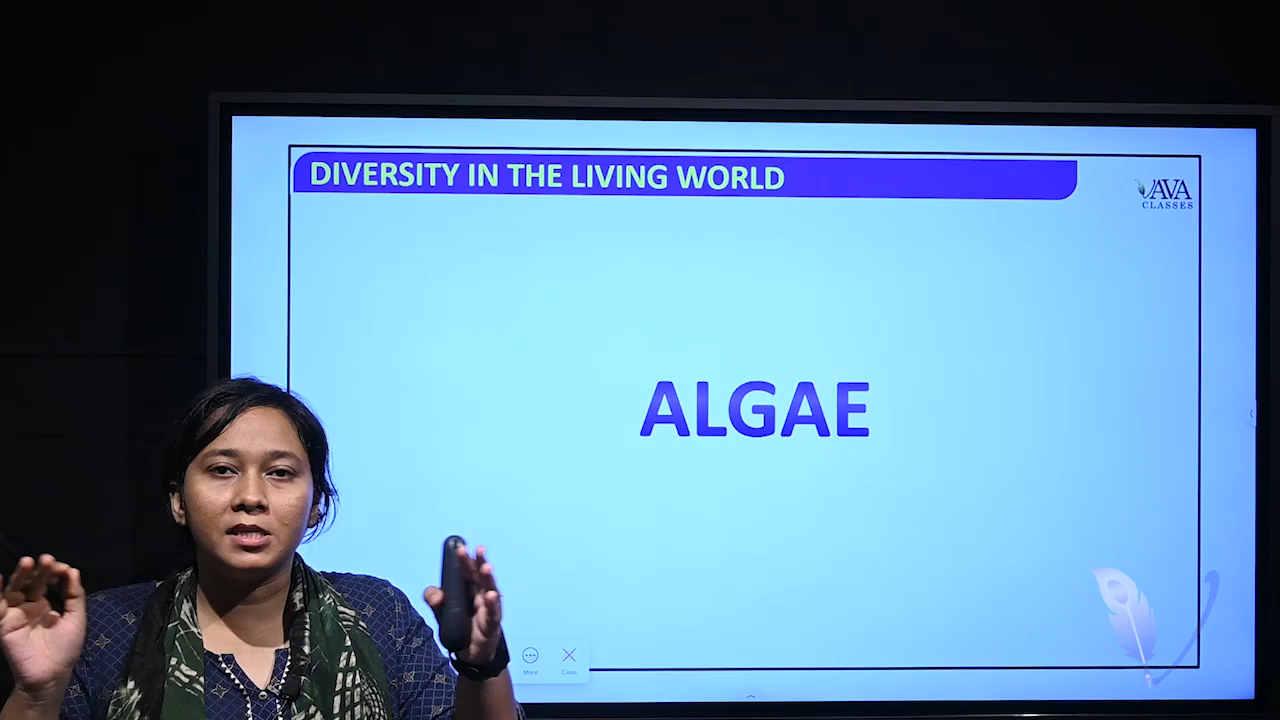 DIVERSITY IN THE LIVING WORLD
AVA
CLASSES
ALGAE
More
Close